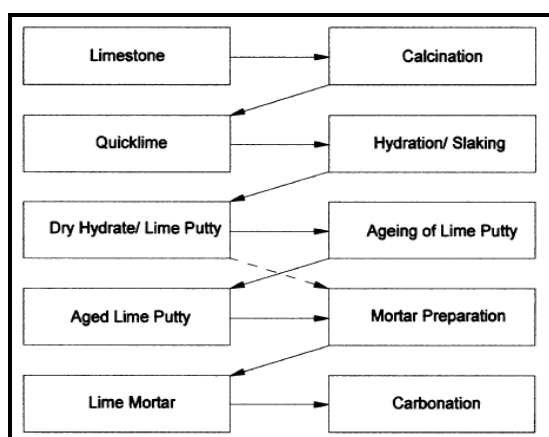 Limestone
Calcination
Quicklime
Hydration/ Slaking
Dry Hydrate/ Lime Putty
Ageing of Lime Putty
Aged Lime Putty
Mortar Preparation
Lime Mortar
Carbonation